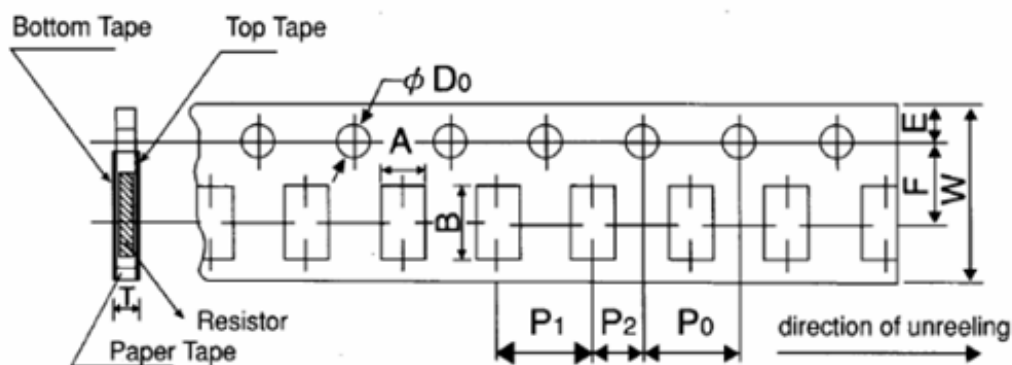 Bottom Tape
Top Tape
ϕ D0
A
B
E
F
W
T
Resistor
Paper Tape
P1
P2
P0
direction of unreeling